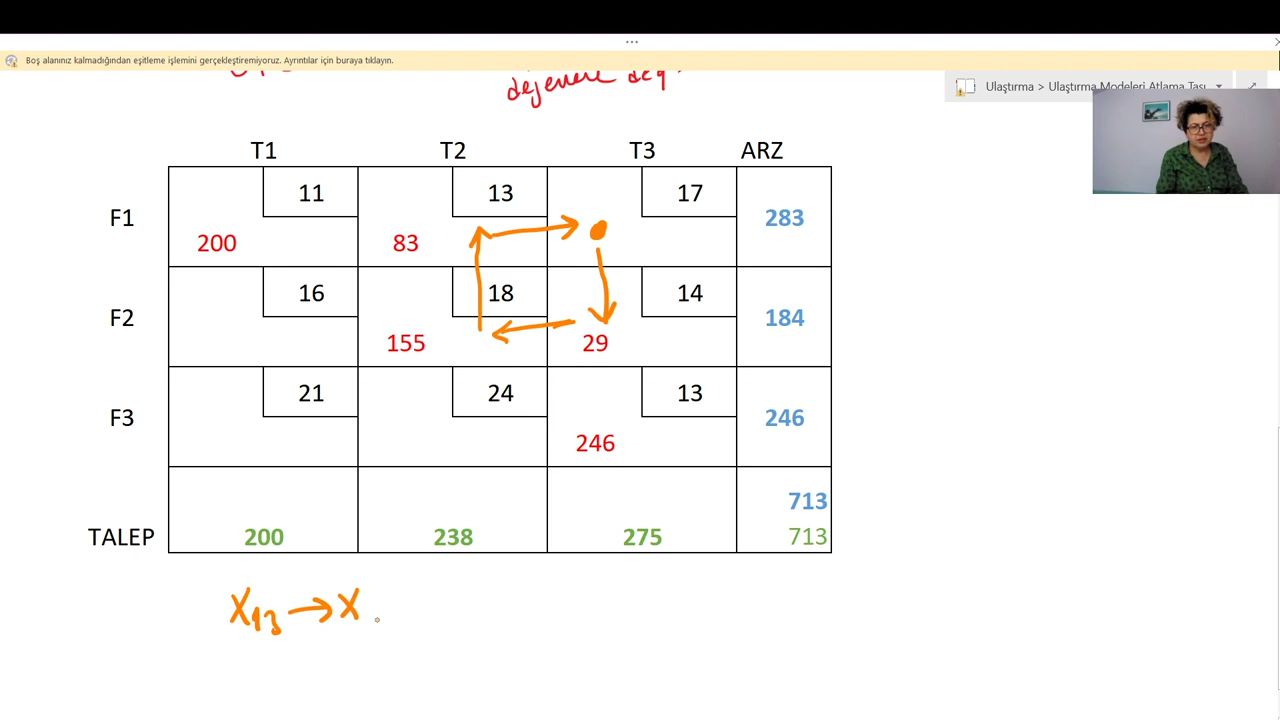 Boş alanınız kalmadığından eşitleme işlemini gerçekleştiremiyoruz. Ayrıntılar için buraya tıklayın.
dejenere değ
Ulaştırma > Ulaştırma Modeleri Atlama Taşı
T1 T2 T3 ARZ
11 13 17
F1 283
200 83
16 18 14
F2 184
155 29
21 24 13
F3 246
246
713
TALEP 200 238 275 713
X13 → X